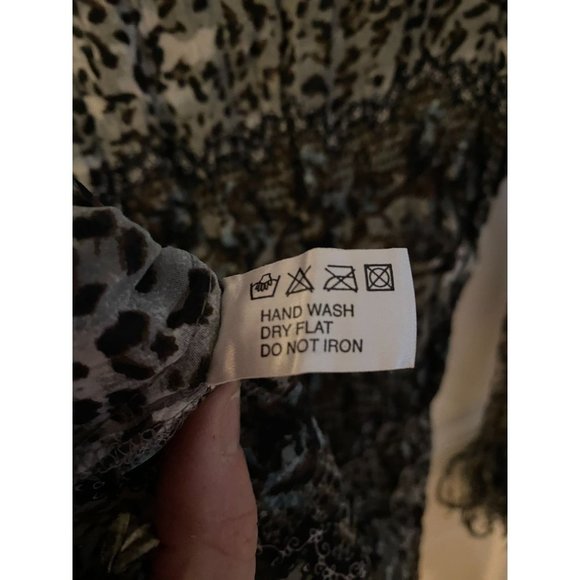 HAND WASH
DRY FLAT
DO NOT IRON